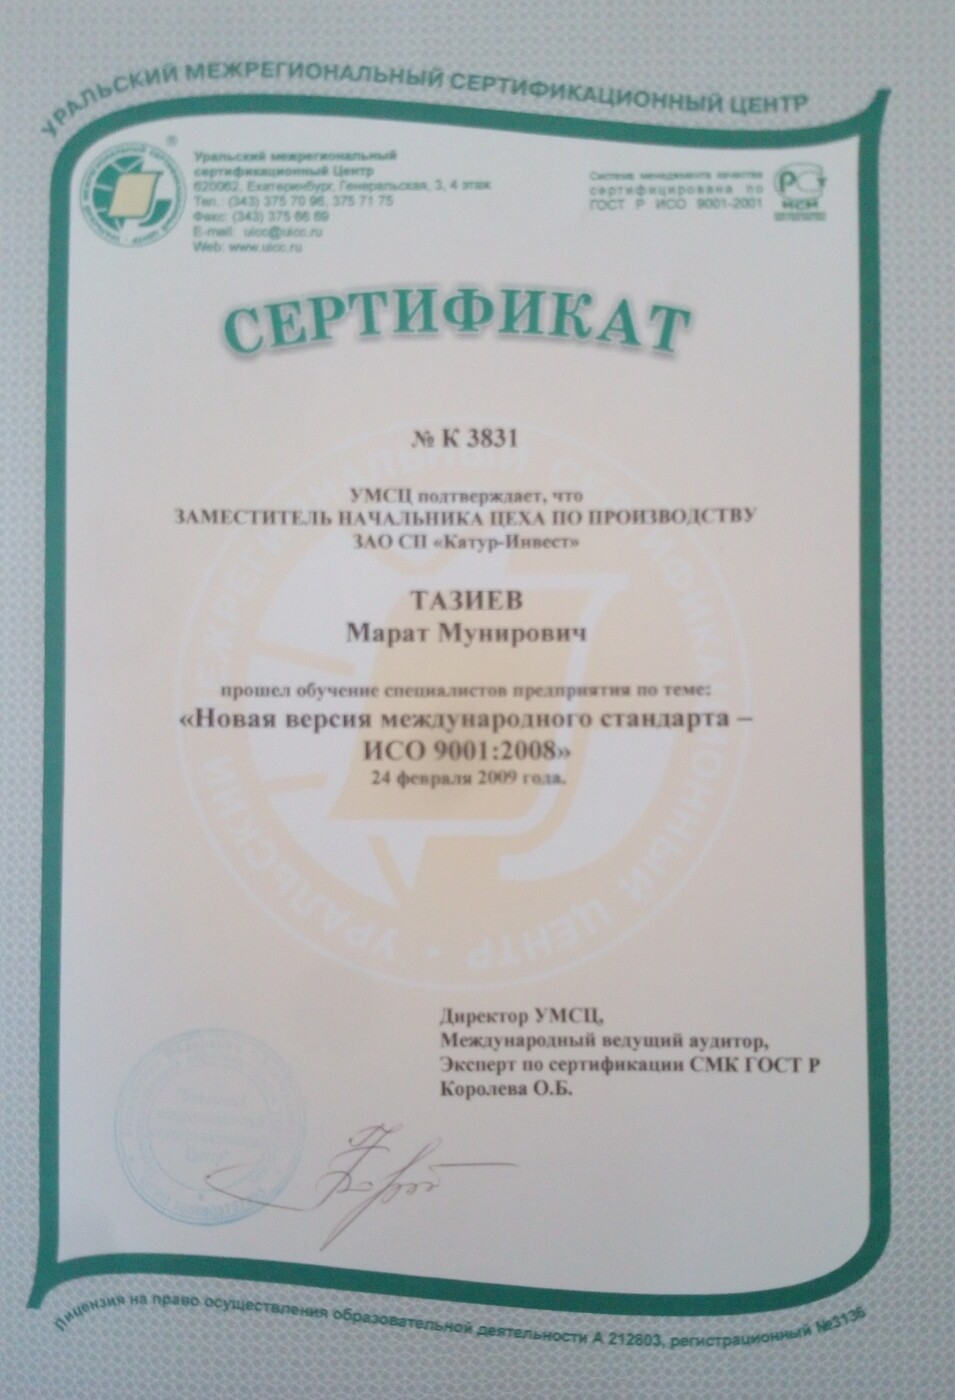 УРАЛЬСКИЙ МЕЖРЕГИОНАЛЬНЫЙ СЕРТИФИКАЦИОННЫЙ ЦЕНТР
Уральский межрегиональный
сертификационный Центр
620062, Екатеринбург, Генеральская, 3, 4 этаж
Тел.: (343) 375 70 96, 375 71 75
Факс: (343) 375 66 69
E-mail: uicc@uicc.ru
Web: www.uicc.ru
Система менеджмента качества
сертифицирована по
ГОСТ Р ИСО 9001-2001
СЕРТИФИКАТ
№ К 3831
УМСЦ подтверждает, что
ЗАМЕСТИТЕЛЬ НАЧАЛЬНИКА ЦЕХА ПО ПРОИЗВОДСТВУ
ЗАО СП «Катур-Инвест»
ТАЗИЕВ
Марат Мунирович
прошел обучение специалистов предприятия по теме:
«Новая версия международного стандарта –
ИСО 9001:2008»
24 февраля 2009 года.
УРАЛЬСКИЙ МЕЖРЕГИОНАЛЬНЫЙ СЕРТИФИКАЦИОННЫЙ ЦЕНТР
Директор УМСЦ,
Международный ведущий аудитор,
Эксперт по сертификации СМК ГОСТ Р
Королева О.Б.
Лицензия на право осуществления образовательной деятельности А 212803, регистрационный №3136